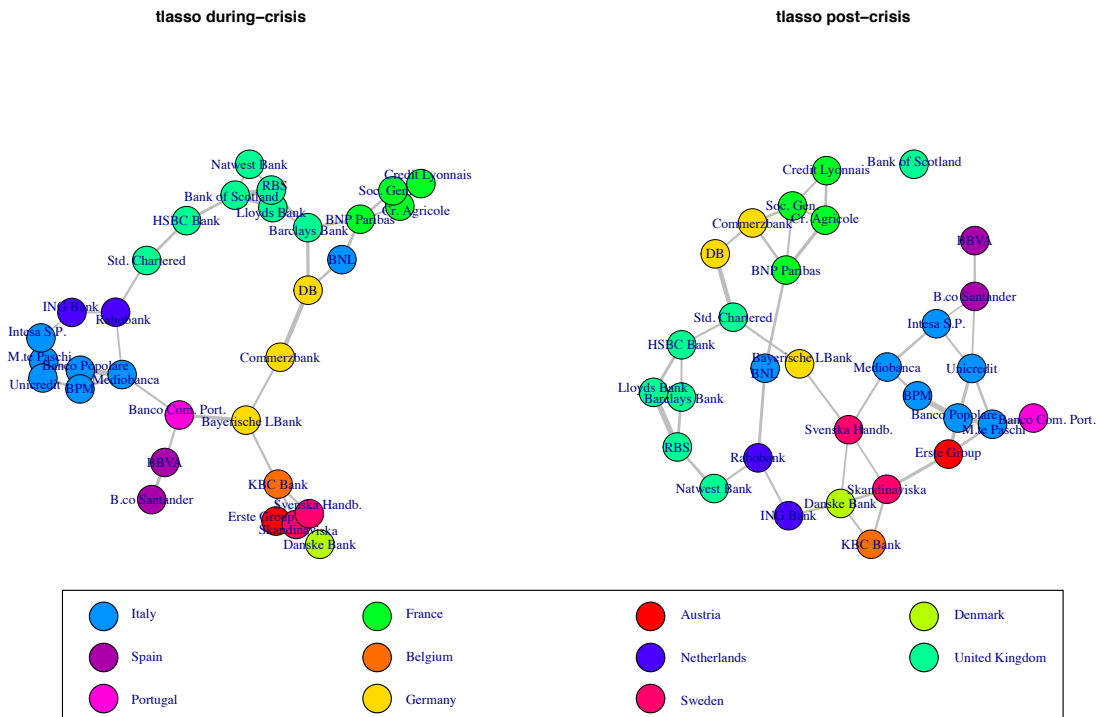 tlasso during−crisis
Natwest Bank
RBS
Bank of Scotland
Lloyds Bank
HSBC Bank
Barclays Bank
Std. Chartered
Credit Lyonnais
Soc. Gen.
Cr. Agricole
BNP Paribas
BNL
DB
ING Bank
Rabobank
Intesa S.P.
M.te Paschi
Banco Popolare
Unicredit
BPM
Mediobanca
Commerzbank
Banco Com. Port.
Bayerische LBank
BBVA
B.co Santander
KBC Bank
Svenska Handb.
Erste Group
Skandinaviska
Danske Bank
tlasso post−crisis
Credit Lyonnais
Bank of Scotland
Soc. Gen.
Cr. Agricole
Commerzbank
DB
BNP Paribas
BBVA
B.co Santander
Std. Chartered
Intesa S.P.
HSBC Bank
Bayerische LBank
BNL
Mediobanca
Unicredit
Lloyds Bank
Barclays Bank
BPM
Banco Popolare
M.te Paschi
Banco Com. Port.
Svenska Handb.
RBS
Rabobank
Erste Group
Natwest Bank
Skandinaviska
Danske Bank
ING Bank
KBC Bank
Italy
France
Austria
Denmark
Spain
Belgium
Netherlands
United Kingdom
Portugal
Germany
Sweden